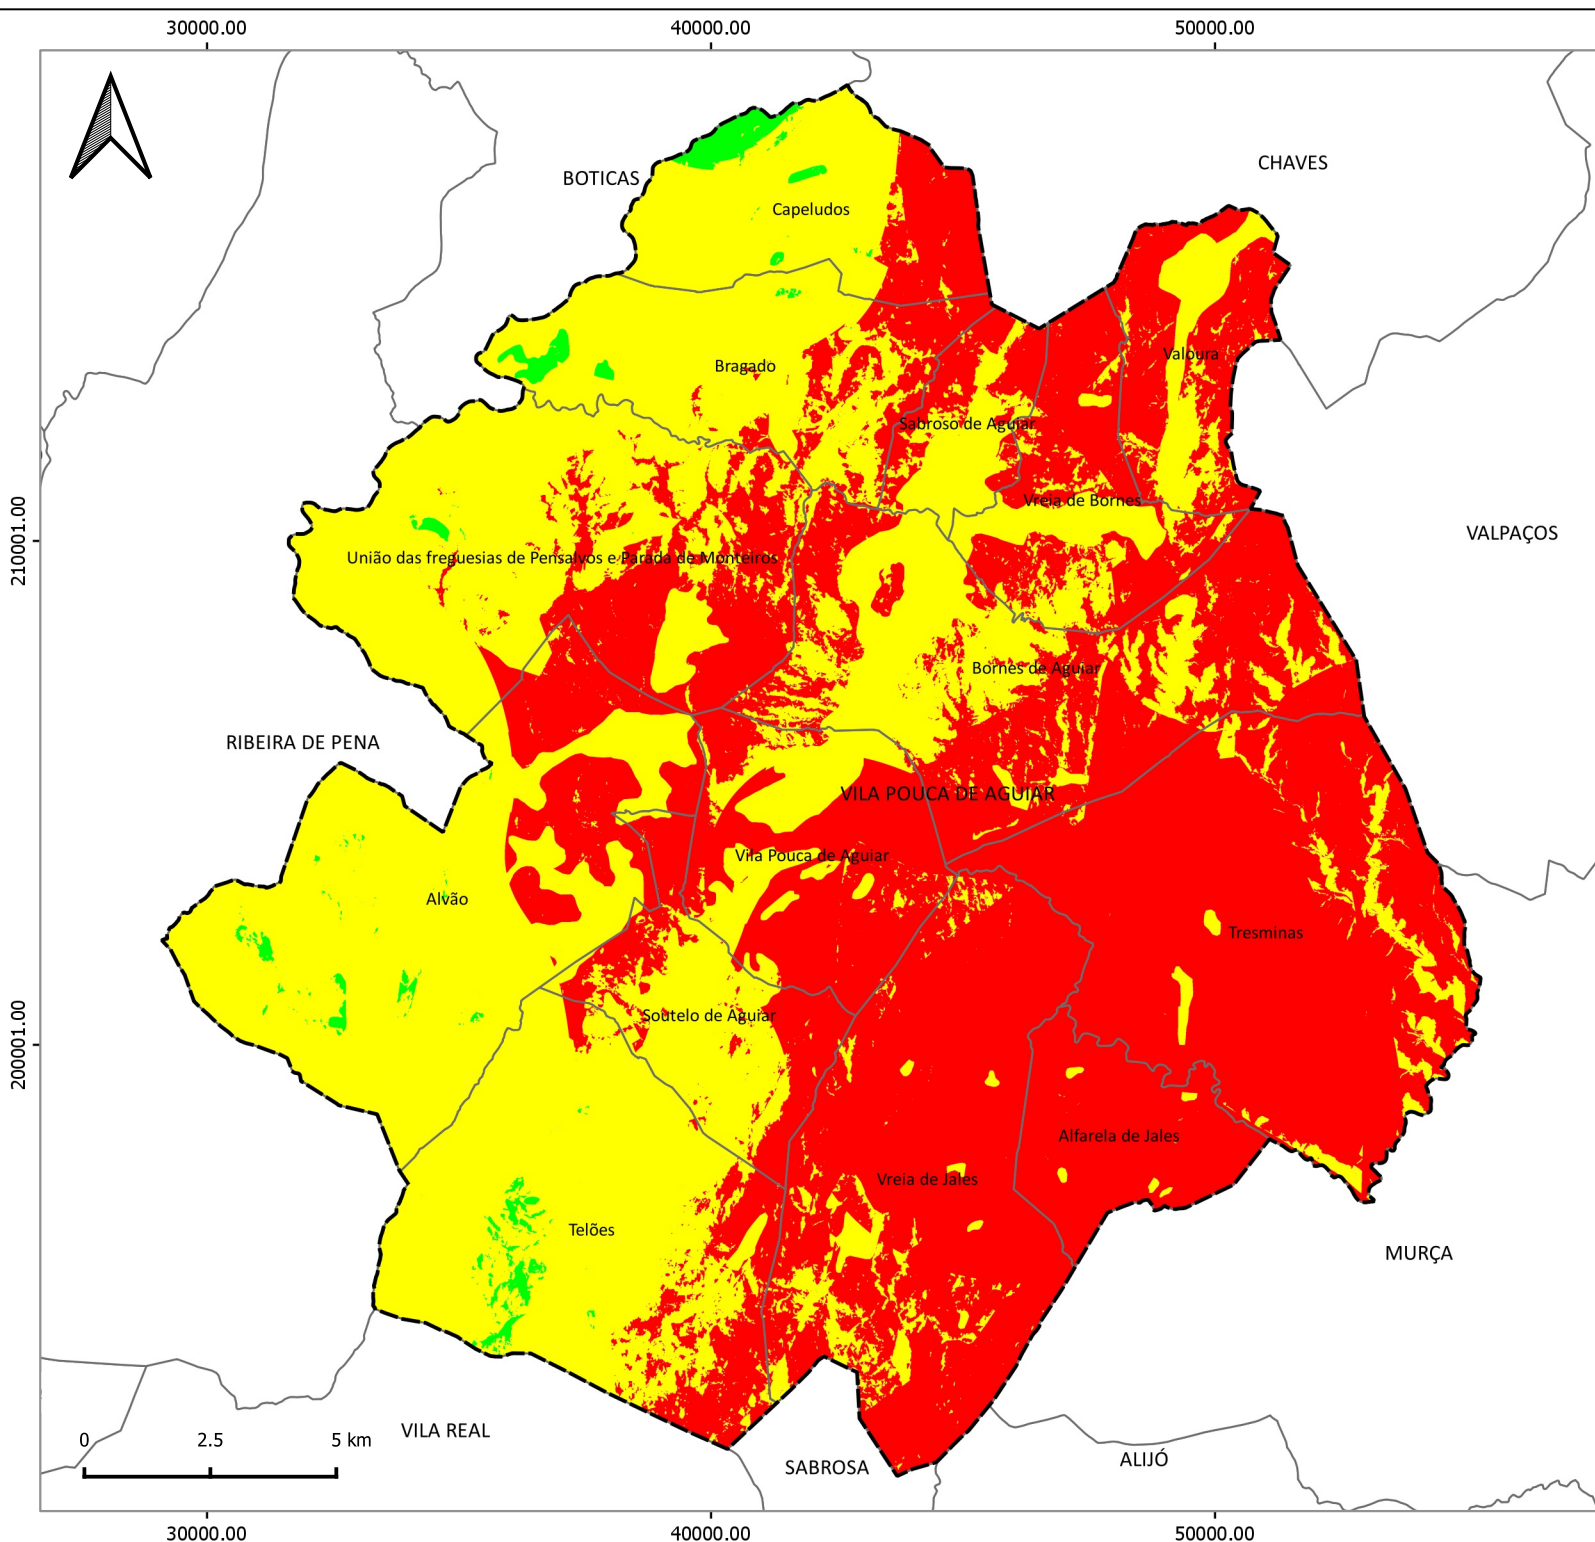 30000.00 40000.00 50000.00
CHAVES
BOTICAS
Capeludos
Valoura
Bragado
Sabroso de Aguiar
Vreia de Bornes
210001.00
VALPAÇOS
União das freguesias de Pensalvos e Parada de Monteiros
Bornes de Aguiar
RIBEIRA DE PENA
VILA POUCA DE AGUIAR
Vila Pouca de Aguiar
Alvão
Tresminas
Soutelo de Aguiar
200001.00
Alfarela de Jales
Vreia de Jales
Telões
MURÇA
VILA REAL
0 2.5 5 km
ALIJÓ
SABROSA
30000.00 40000.00 50000.00